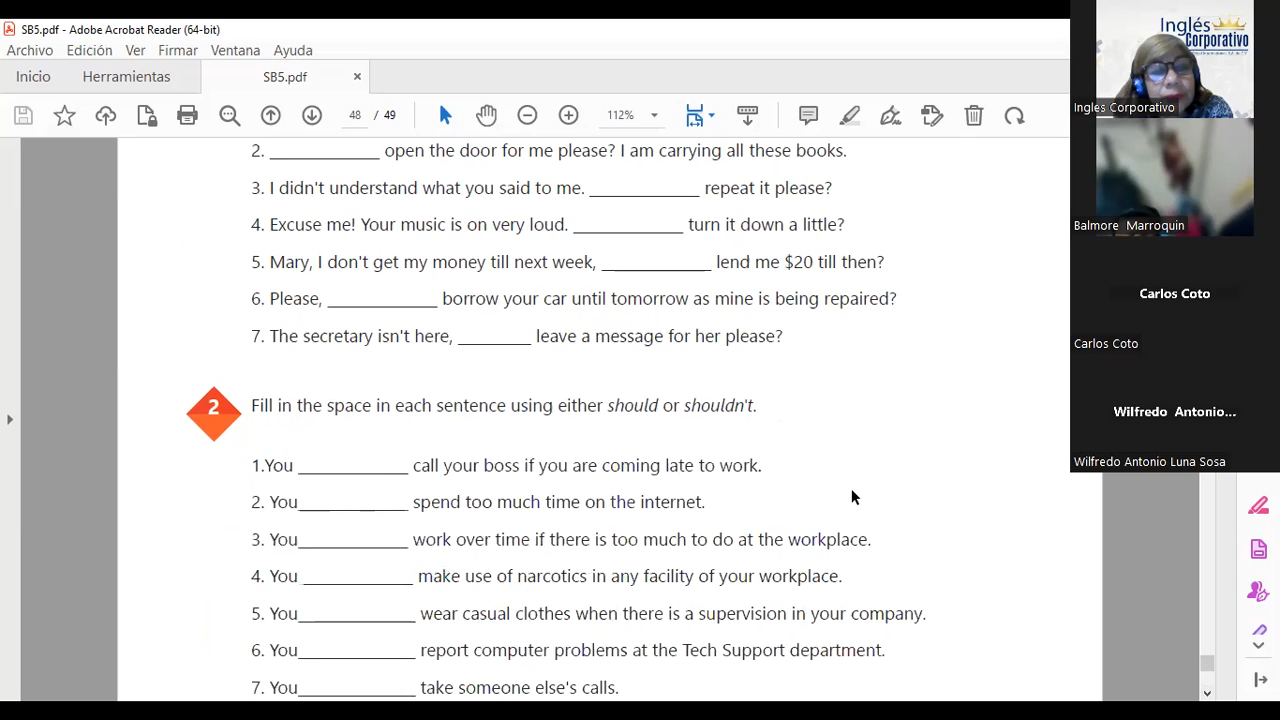 SB5.pdf - Adobe Acrobat Reader (64-bit)
Archivo Edición Ver Firmar Ventana Ayuda
Inicio Herramientas SB5.pdf ×
48 / 49 112%
2. ____________ open the door for me please? I am carrying all these books.
3. I didn't understand what you said to me. ____________ repeat it please?
4. Excuse me! Your music is on very loud. ____________ turn it down a little?
5. Mary, I don't get my money till next week, ____________ lend me $20 till then?
6. Please, ____________ borrow your car until tomorrow as mine is being repaired?
7. The secretary isn't here, ________ leave a message for her please?
2 Fill in the space in each sentence using either should or shouldn't.
1.You ____________ call your boss if you are coming late to work.
2. You____________ spend too much time on the internet.
3. You____________ work over time if there is too much to do at the workplace.
4. You ____________ make use of narcotics in any facility of your workplace.
5. You_____________ wear casual clothes when there is a supervision in your company.
6. You_____________ report computer problems at the Tech Support department.
7. You_____________ take someone else's calls.
Inglés
Corporativo
Ingles Corporativo
Balmore Marroquin
Carlos Coto
Carlos Coto
Wilfredo Antonio...
Wilfredo Antonio Luna Sosa